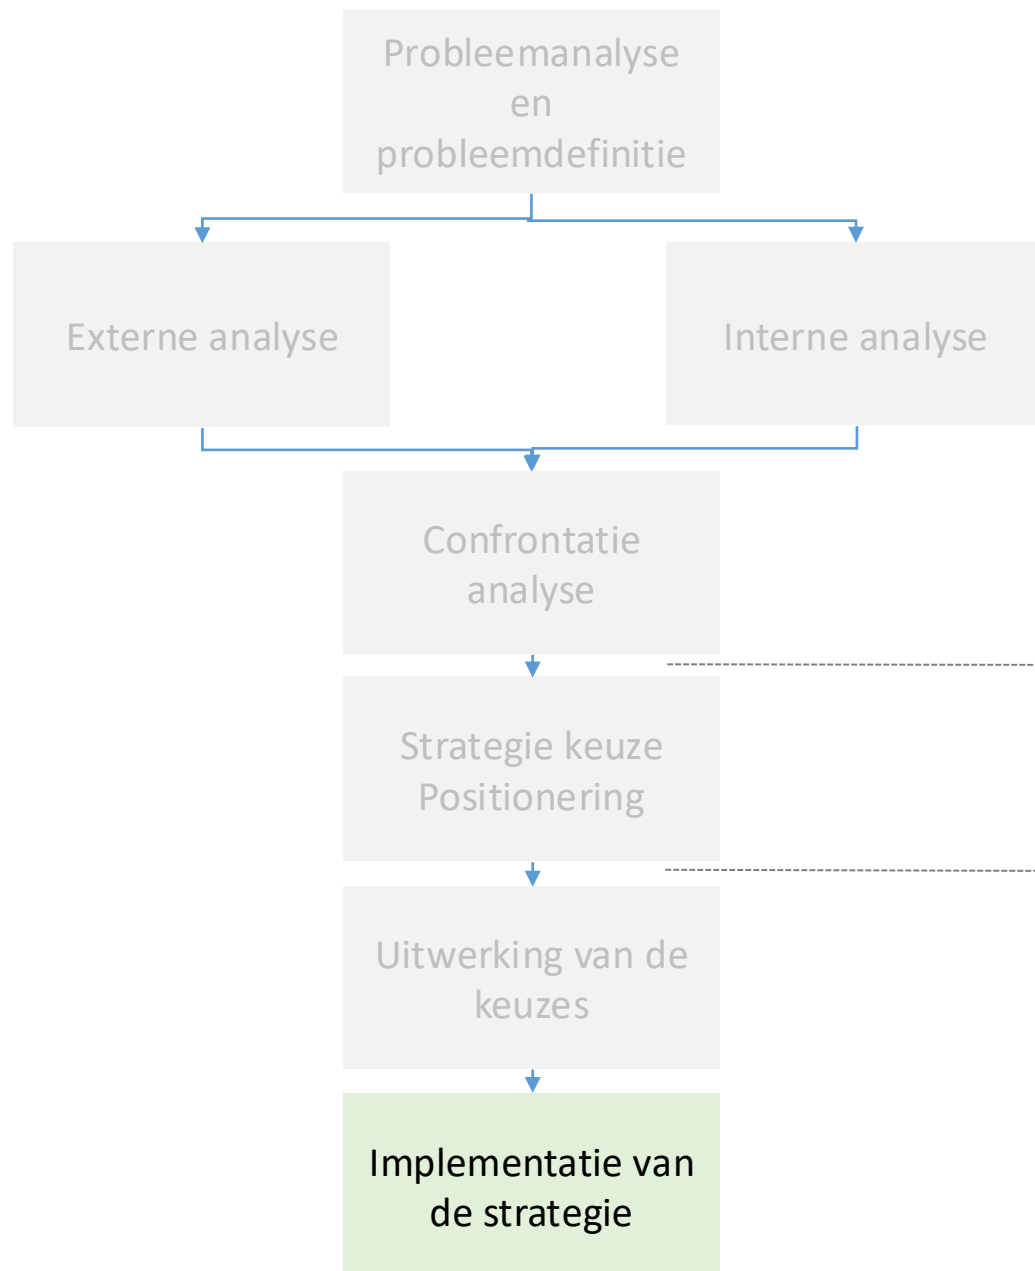 Probleemanalyse
en
probleemdefinitie
Externe analyse
Interne analyse
Confrontatie
analyse
Strategie keuze
Positionering
Uitwerking van de
keuzes
Implementatie van
de strategie